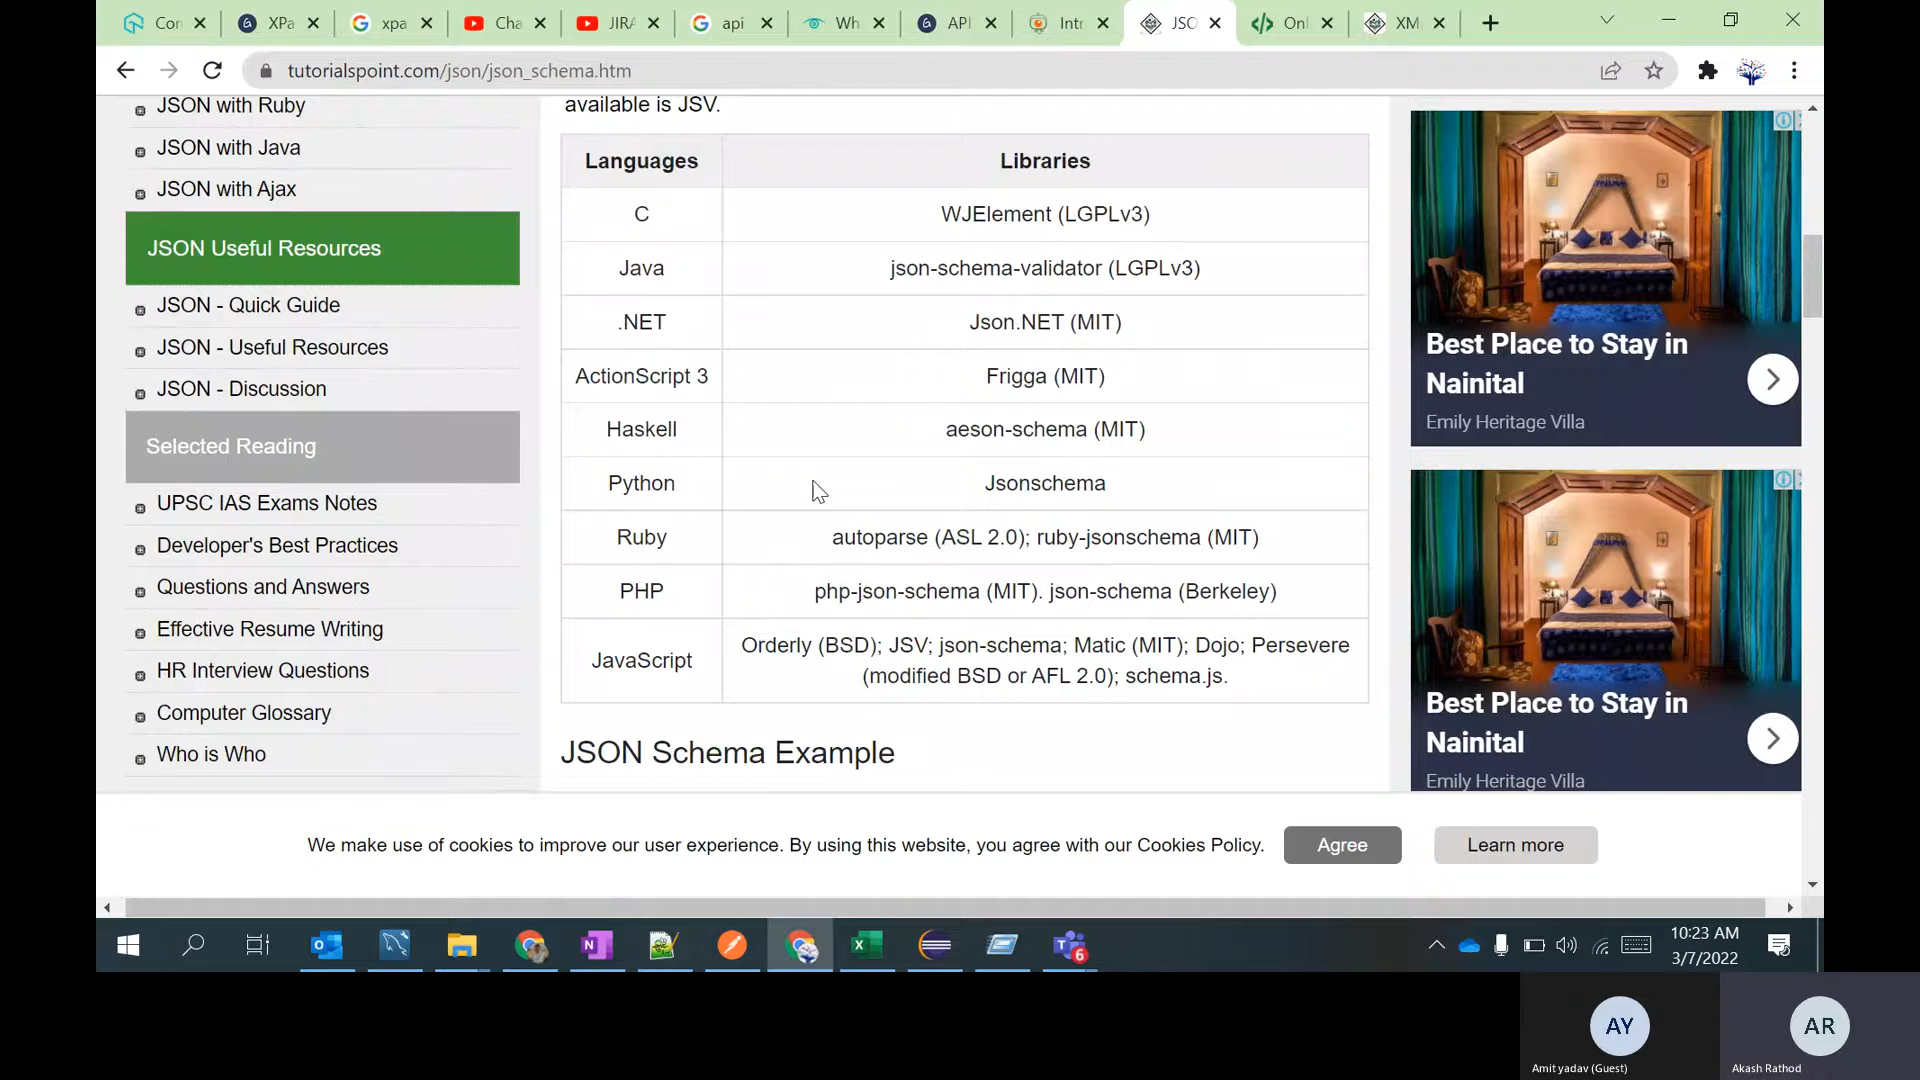 Con
XPa
xpa
Cha
JIRA
api
Wh
API
Intr
JSO
Onl
XM
tutorialspoint.com/json/json_schema.htm
JSON with Ruby
JSON with Java
JSON with Ajax
JSON Useful Resources
JSON - Quick Guide
JSON - Useful Resources
JSON - Discussion
Selected Reading
UPSC IAS Exams Notes
Developer's Best Practices
Questions and Answers
Effective Resume Writing
HR Interview Questions
Computer Glossary
Who is Who
available is JSV.
Languages Libraries
C WJElement (LGPLv3)
Java json-schema-validator (LGPLv3)
.NET Json.NET (MIT)
ActionScript 3 Frigga (MIT)
Haskell aeson-schema (MIT)
Python Jsonschema
Ruby autoparse (ASL 2.0); ruby-jsonschema (MIT)
PHP php-json-schema (MIT). json-schema (Berkeley)
JavaScript Orderly (BSD); JSV; json-schema; Matic (MIT); Dojo; Persevere
(modified BSD or AFL 2.0); schema.js.
JSON Schema Example
Best Place to Stay in
Nainital
Emily Heritage Villa
Best Place to Stay in
Nainital
Emily Heritage Villa
We make use of cookies to improve our user experience. By using this website, you agree with our Cookies Policy. Agree Learn more
6
10:23 AM
3/7/2022
AY
Amit yadav (Guest)
AR
Akash Rathod